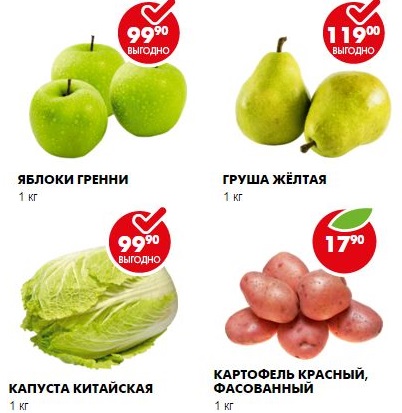 99⁹⁰
ВЫГОДНО
119⁰⁰
ВЫГОДНО
ЯБЛОКИ ГРЕННИ
1 кг
ГРУША ЖЁЛТАЯ
1 кг
99⁹⁰
ВЫГОДНО
17⁹⁰
КАПУСТА КИТАЙСКАЯ
1 кг
КАРТОФЕЛЬ КРАСНЫЙ,
ФАСОВАННЫЙ
1 кг